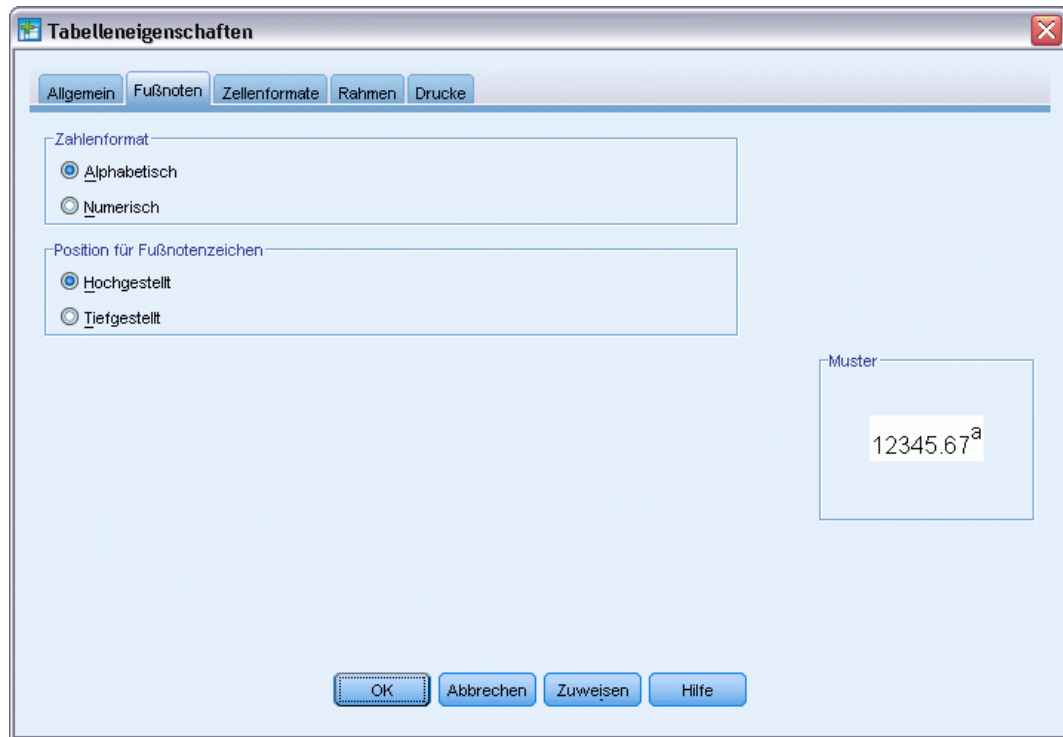 Tabelleneigenschaften
Allgemein Fußnoten Zellenformate Rahmen Drucke
Zahlenformat
Alphabetisch
Numerisch
Position für Fußnotenzeichen
Hochgestellt
Tiefgestellt
Muster
12345.67ᵃ
OK Abbrechen Zuweisen Hilfe